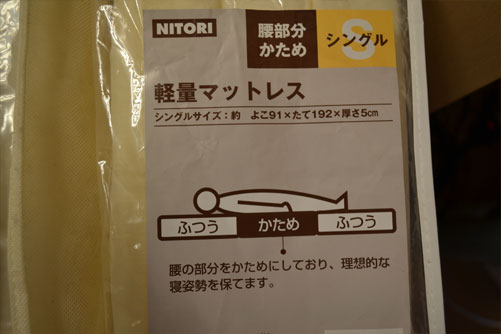 NITORI
腰部分
かため
S
シングル
軽量マットレス
シングルサイズ：約　よこ91×たて192×厚さ5cm
ふつう かため ふつう
腰の部分をかためにしており、理想的な
寝姿勢を保てます。